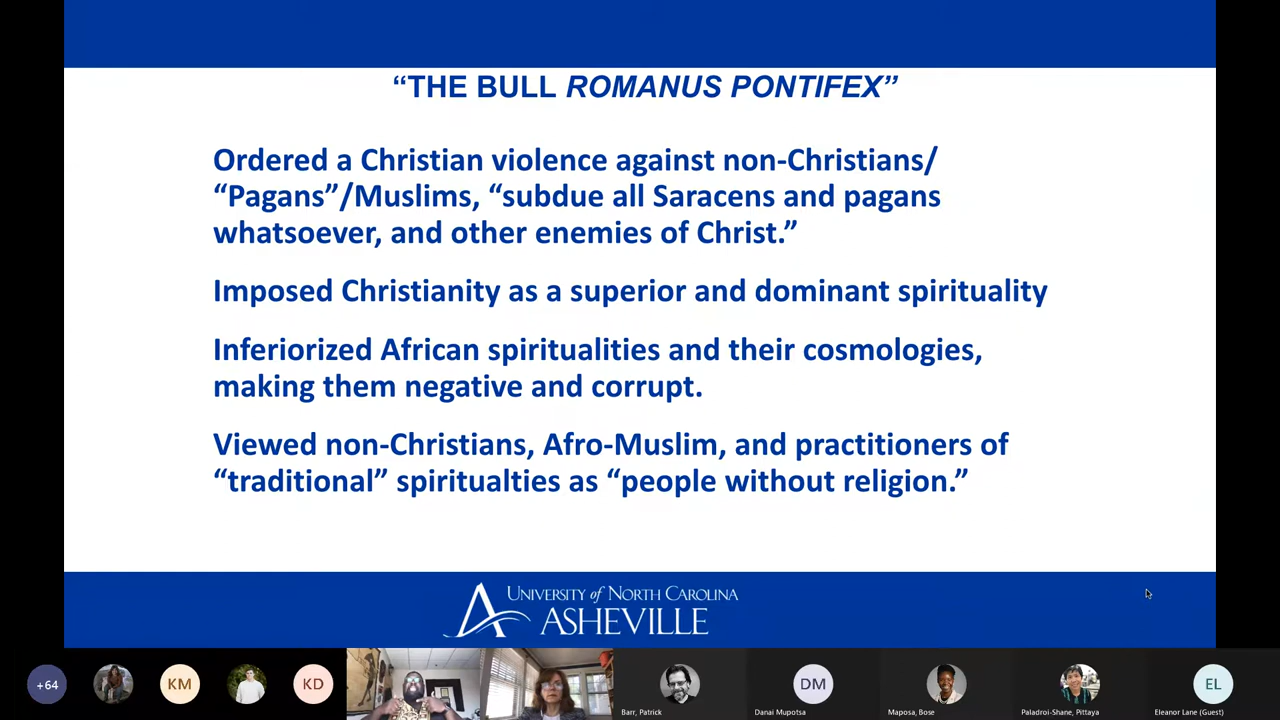 “THE BULL ROMANUS PONTIFEX”
Ordered a Christian violence against non-Christians/
“Pagans”/Muslims, “subdue all Saracens and pagans
whatsoever, and other enemies of Christ.”
Imposed Christianity as a superior and dominant spirituality
Inferiorized African spiritualities and their cosmologies,
making them negative and corrupt.
Viewed non-Christians, Afro-Muslim, and practitioners of
“traditional” spiritualties as “people without religion.”
UNIVERSITY of NORTH CAROLINA
ASHEVILLE
+64
KM
KD
DM
EL
Barr, Patrick
Danai Mupotsa
Maposa, Bose
Paladroi-Shane, Pittaya
Eleanor Lane (Guest)